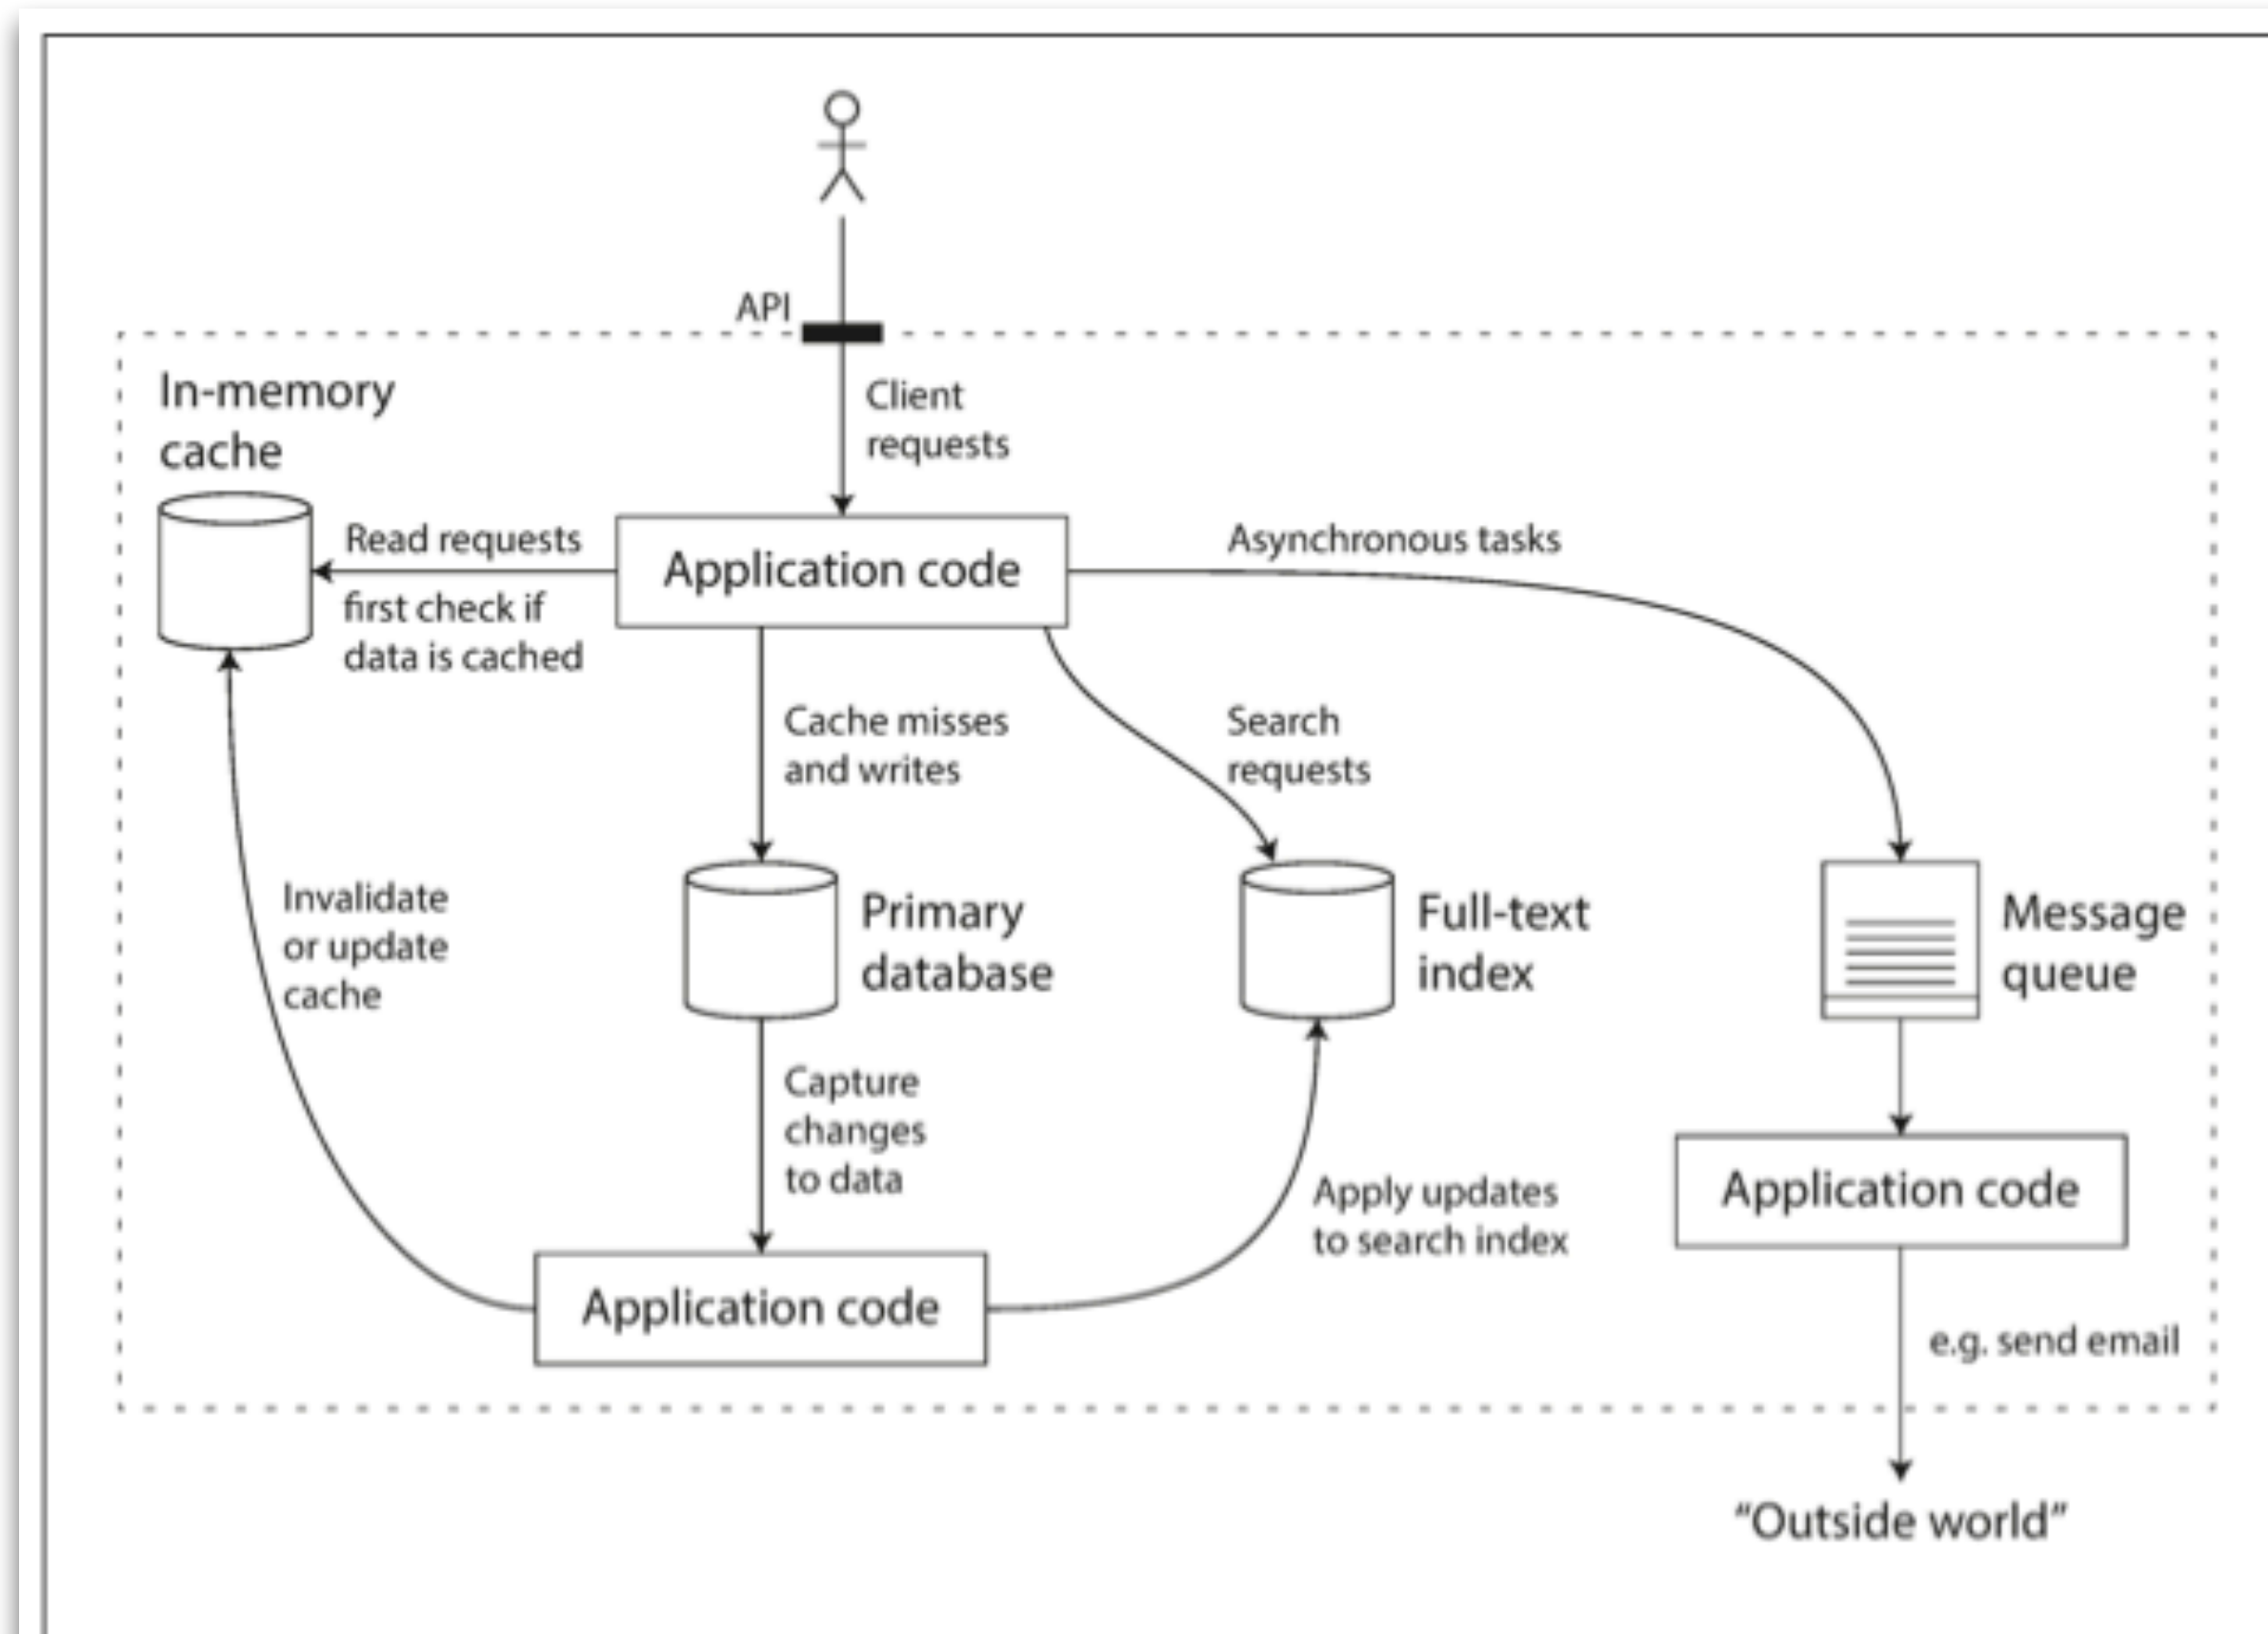 API
Client
requests
In-memory
cache
Read requests
first check if
data is cached
Application code
Asynchronous tasks
Cache misses
and writes
Search
requests
Invalidate
or update
cache
Primary
database
Full-text
index
Message
queue
Capture
changes
to data
Apply updates
to search index
Application code
Application code
e.g. send email
“Outside world”